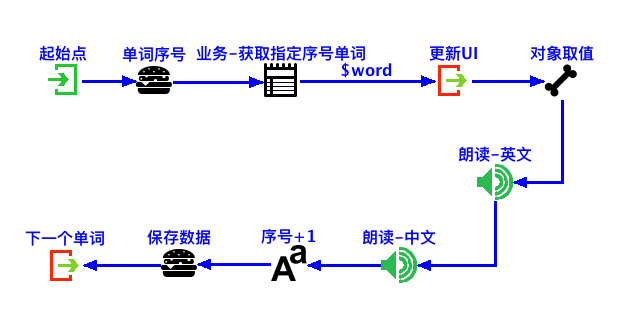 起始点
单词序号
业务-获取指定序号单词
$word
更新UI
对象取值
朗读-英文
下一个单词
保存数据
序号+1
朗读-中文
Aa